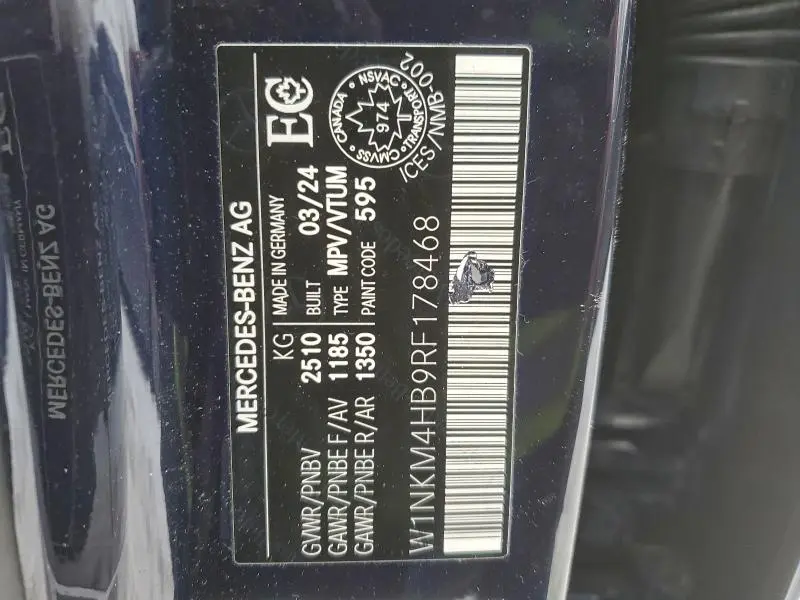 MERCEDES-BENZ AG
KG MADE IN GERMANY
GVWR/PNBV 2510 BUILT 03/24
GAWR/PNBE F/AV 1185 TYPE MPV/VTUM
GAWR/PNBE R/AR 1350 PAINT CODE 595
EC
CANADA • NSVAC • TRANSPORT • CMVSS
974
/CES/NMB-002
W1NKM4HB9RF178468
MERCEDES-BENZ AG